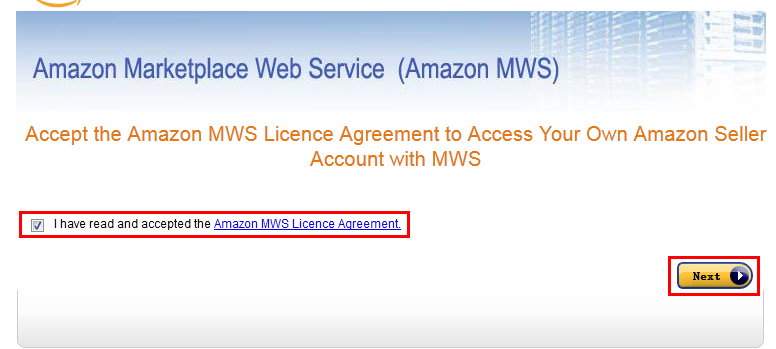 Amazon Marketplace Web Service (Amazon MWS)
Accept the Amazon MWS Licence Agreement to Access Your Own Amazon Seller
Account with MWS
I have read and accepted the Amazon MWS Licence Agreement.
Next